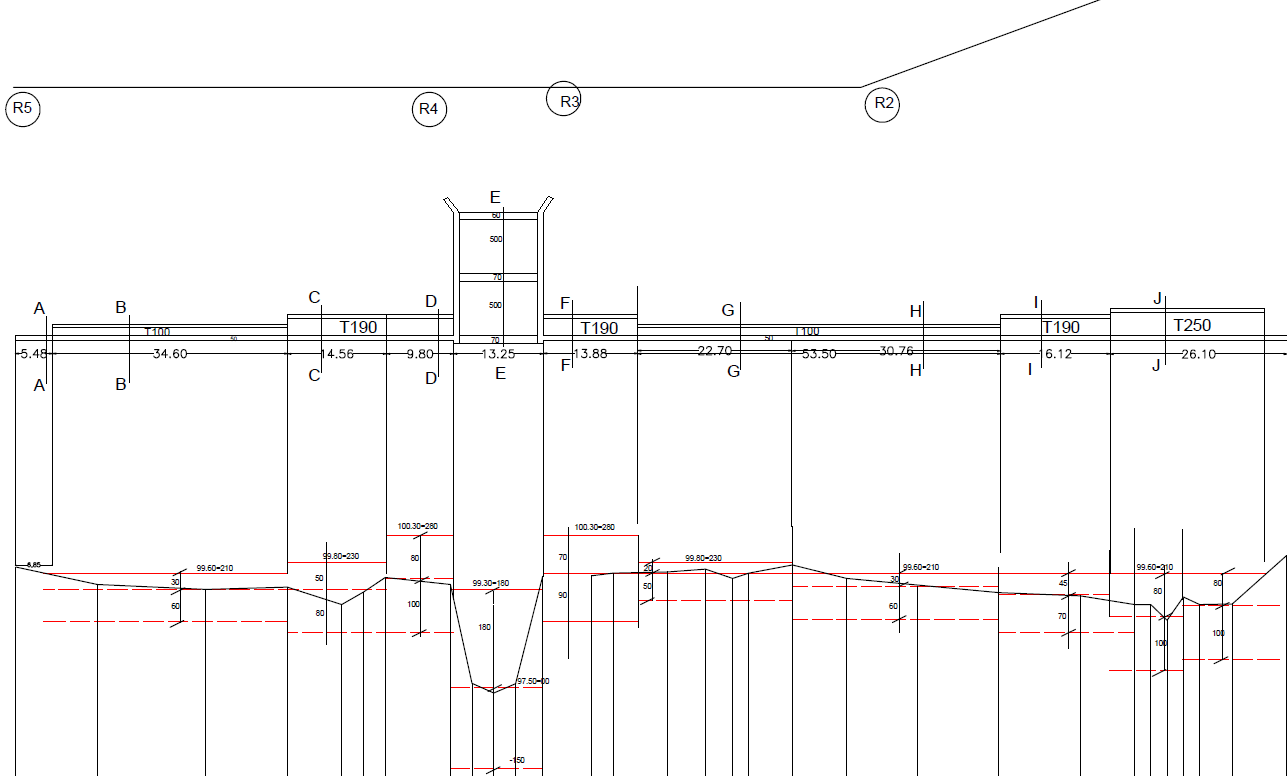 R5
R4
R3
R2
E
60
500
70
500
70
A
B
C
D
F
G
H
I
J
T100
T190
T190
T100
T190
T250
50
50
5.48
34.60
14.56
9.80
13.25
13.88
22.70
53.50
30.76
16.12
26.10
A
B
C
D
E
F
G
H
I
J
100.30=280
100.30=280
99.80=230
99.80=230
99.60=210
99.60=210
99.60=210
99.30=180
30
60
50
80
80
100
180
70
90
20
50
30
60
45
70
80
100
80
100
97.50=00
-150